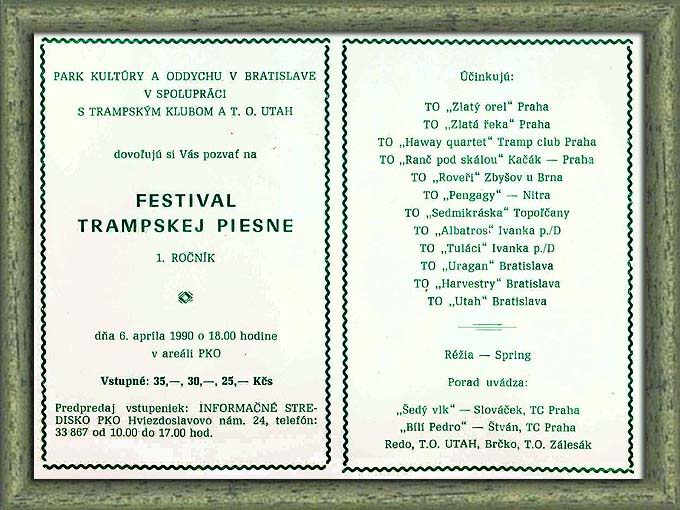 PARK KULTÚRY A ODDYCHU V BRATISLAVE
V SPOLUPRÁCI
S TRAMPSKÝM KLUBOM A T. O. UTAH
dovoľujú si Vás pozvať na
FESTIVAL
TRAMPSKEJ PIESNE
1. ROČNÍK
dňa 6. apríla 1990 o 18.00 hodine
v areáli PKO
Vstupné: 35,—, 30,—, 25,— Kčs
Predpredaj vstupeniek: INFORMAČNÉ STRE-
DISKO PKO Hviezdoslavovo nám. 24, telefón:
33 867 od 10.00 do 17.00 hod.
Účinkujú:
TO „Zlatý orel“ Praha
TO „Zlatá řeka“ Praha
TO „Haway quartet“ Tramp club Praha
TO „Ranč pod skálou“ Kačák — Praha
TO „Roveři“ Zbyšov u Brna
TO „Pengagy“ — Nitra
TO „Sedmikráska“ Topoľčany
TO „Albatros“ Ivanka p./D
TO „Tuláci“ Ivanka p./D
TO „Uragan“ Bratislava
TO „Harvestry“ Bratislava
TO „Utah“ Bratislava
Réžia — Spring
Porad uvádza:
„Šedý vlk“ — Slováček, TC Praha
„Bílí Pedro“ — Štván, TC Praha
Redo, T.O. UTAH, Brčko, T.O. Zálesák